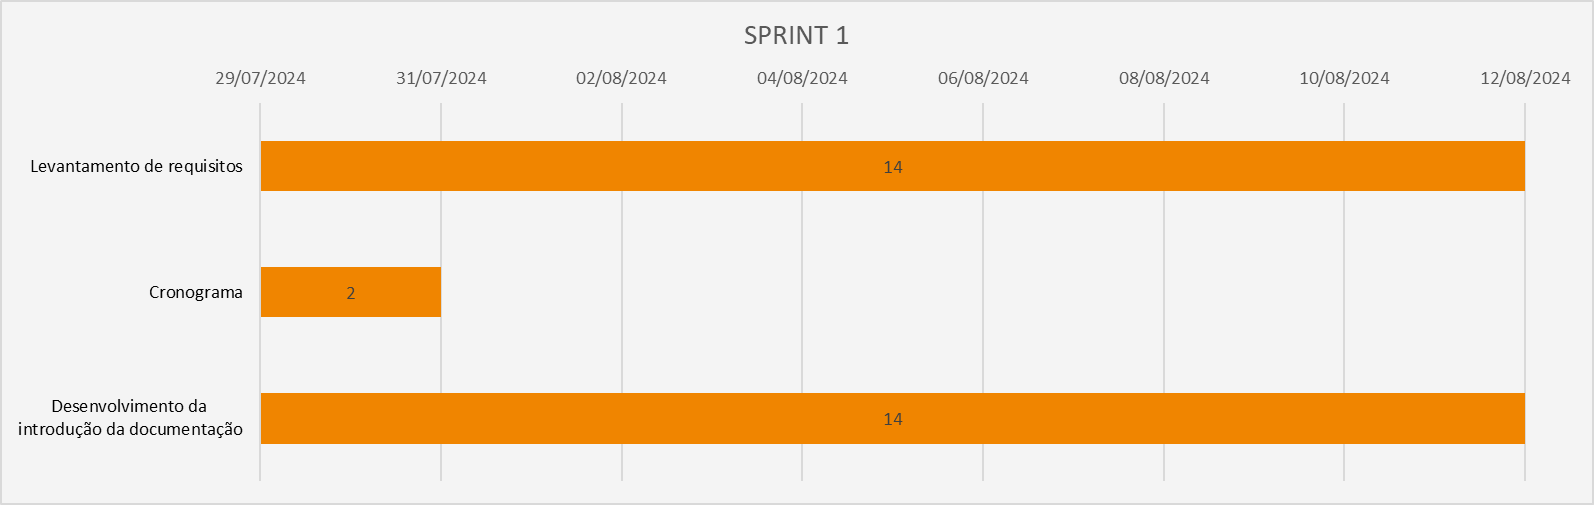 SPRINT 1
29/07/2024 31/07/2024 02/08/2024 04/08/2024 06/08/2024 08/08/2024 10/08/2024 12/08/2024
Levantamento de requisitos 14
Cronograma 2
Desenvolvimento da
introdução da documentação 14